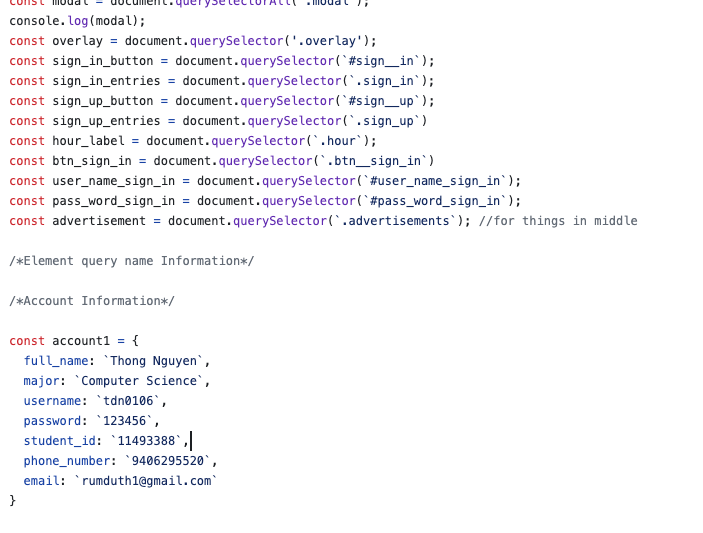 const modal = document.querySelectorAll(`.modal`);
console.log(modal);
const overlay = document.querySelector('.overlay');
const sign_in_button = document.querySelector(`#sign__in`);
const sign_in_entries = document.querySelector(`.sign_in`);
const sign_up_button = document.querySelector(`#sign__up`);
const sign_up_entries = document.querySelector(`.sign_up`)
const hour_label = document.querySelector(`.hour`);
const btn_sign_in = document.querySelector(`.btn__sign_in`)
const user_name_sign_in = document.querySelector(`#user_name_sign_in`);
const pass_word_sign_in = document.querySelector(`#pass_word_sign_in`);
const advertisement = document.querySelector(`.advertisements`); //for things in middle
/*Element query name Information*/
/*Account Information*/
const account1 = {
full_name: `Thong Nguyen`,
major: `Computer Science`,
username: `tdn0106`,
password: `123456`,
student_id: `11493388`,
phone_number: `9406295520`,
email: `rumduth1@gmail.com`
}